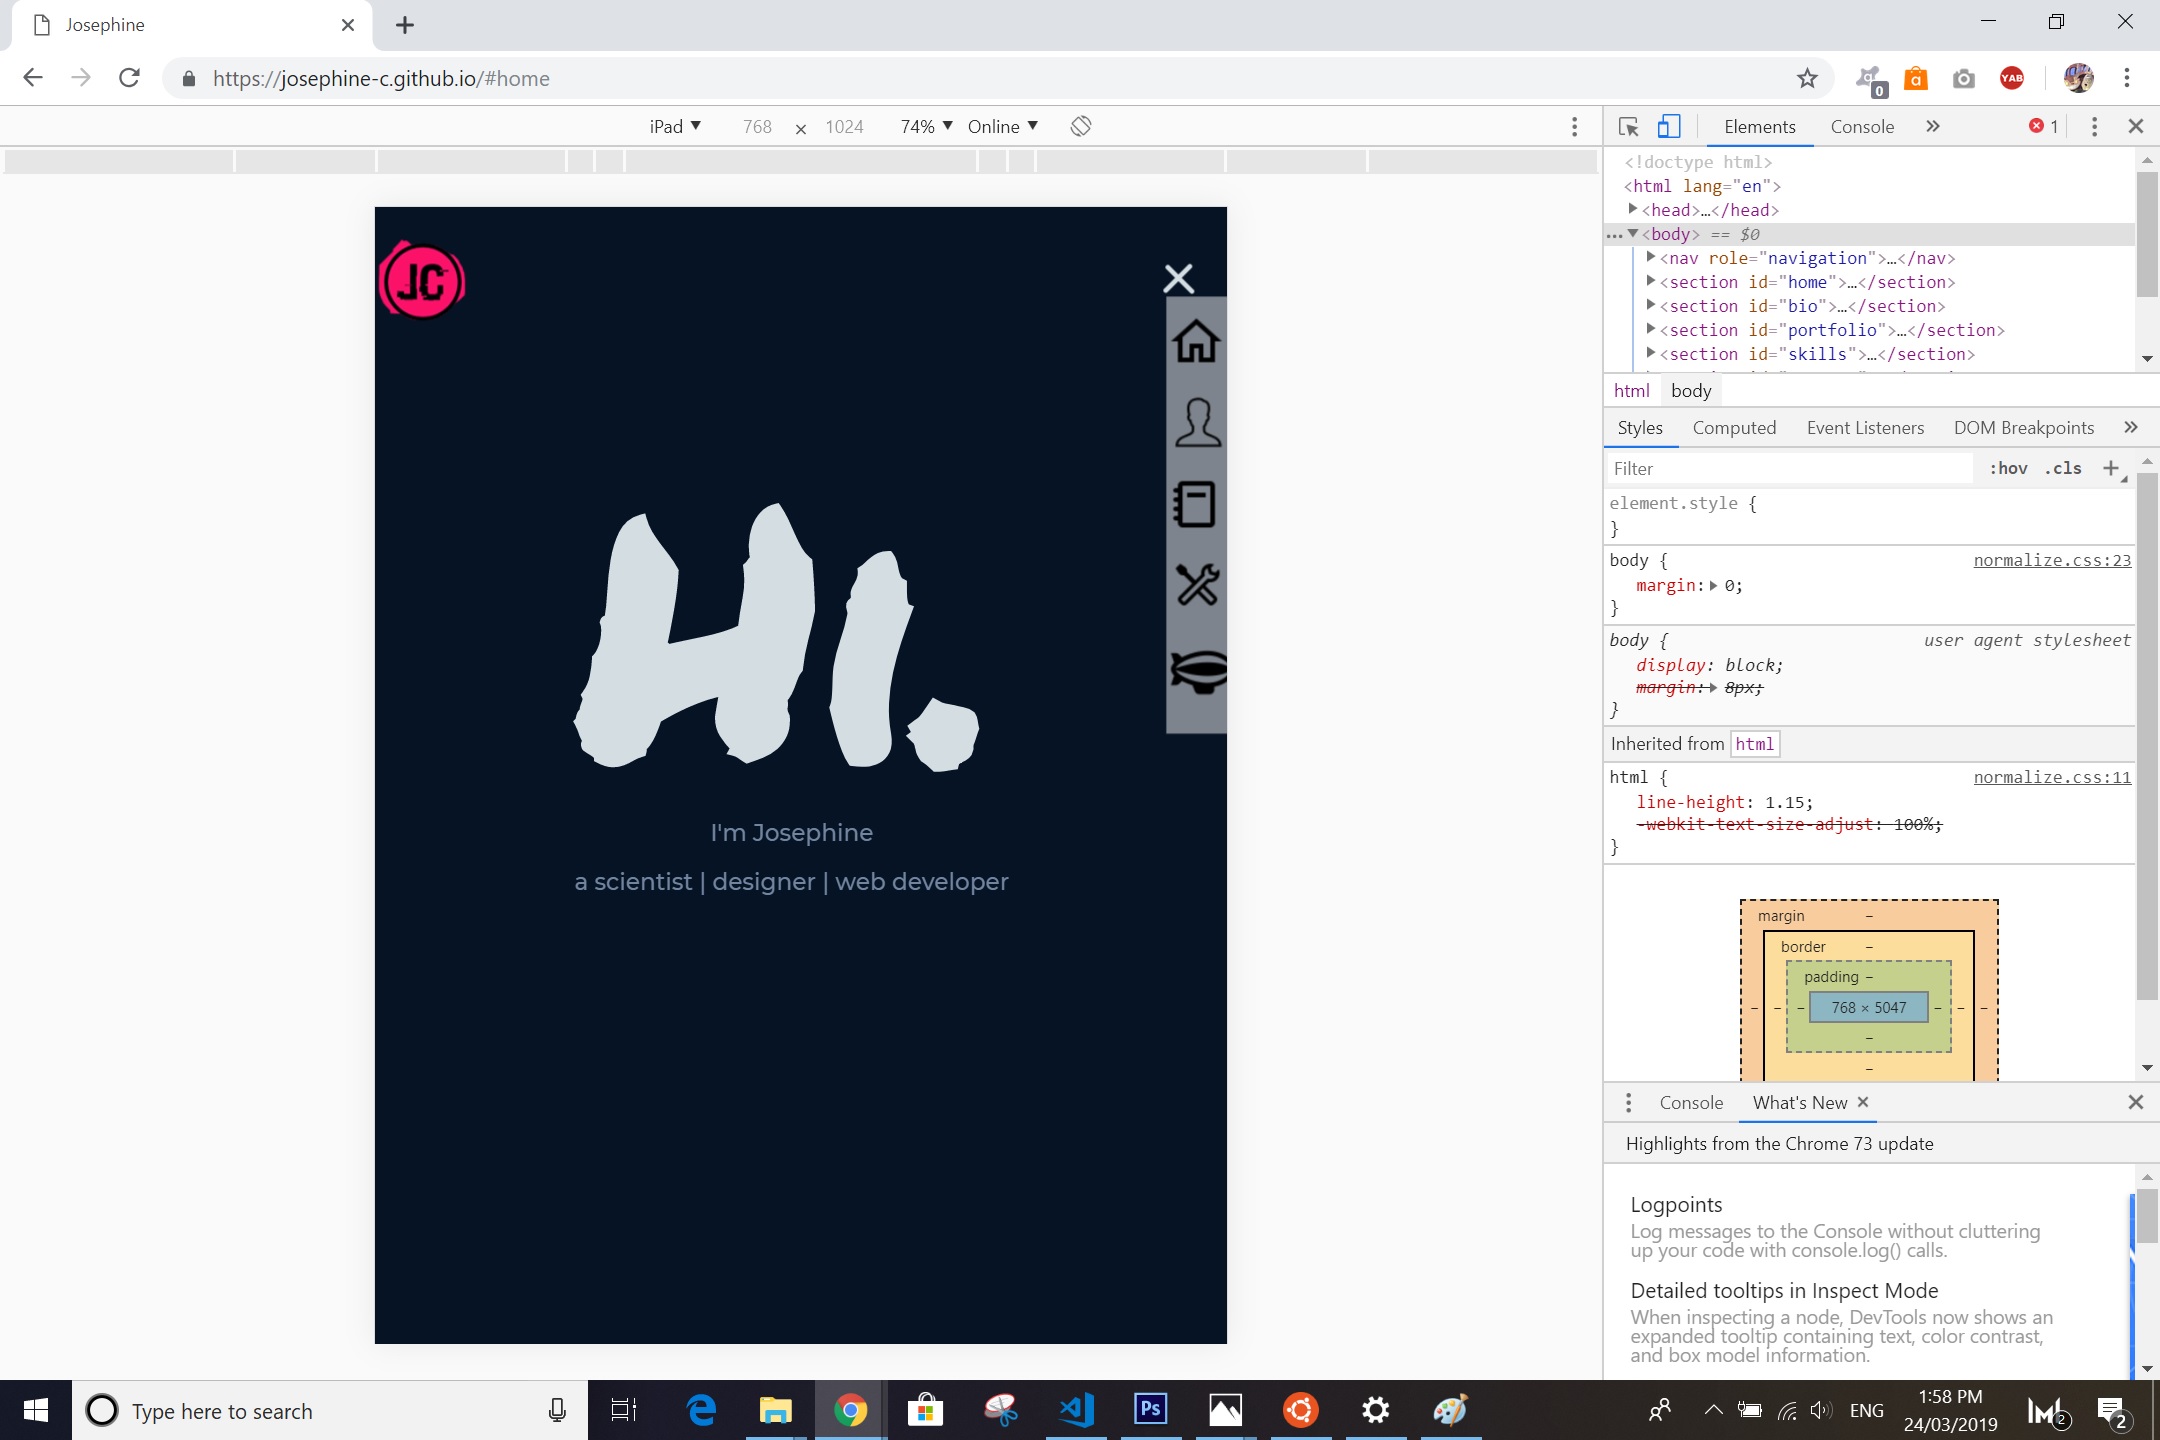 Josephine
https://josephine-c.github.io/#home
0
a
YAB
iPad ▼ 768 × 1024 74% ▼ Online ▼
Elements Console » 1
<!doctype html>
<html lang="en">
<head>…</head>
… <body> == $0
<nav role="navigation">…</nav>
<section id="home">…</section>
<section id="bio">…</section>
<section id="portfolio">…</section>
<section id="skills">…</section>
html body
Styles Computed Event Listeners DOM Breakpoints »
Filter :hov .cls +
element.style {
}
body { normalize.css:23
margin: 0;
}
body { user agent stylesheet
display: block;
margin: 8px;
}
Inherited from html
html { normalize.css:11
line-height: 1.15;
-webkit-text-size-adjust: 100%;
}
margin –
border –
padding –
– – – 768 × 5047 – – –
–
–
Console What's New ×
Highlights from the Chrome 73 update
Logpoints
Log messages to the Console without cluttering
up your code with console.log() calls.
Detailed tooltips in Inspect Mode
When inspecting a node, DevTools now shows an
expanded tooltip containing text, color contrast,
and box model information.
JC
HI.
I'm Josephine
a scientist | designer | web developer
Type here to search
Ps
ENG
1:58 PM
24/03/2019
2
2